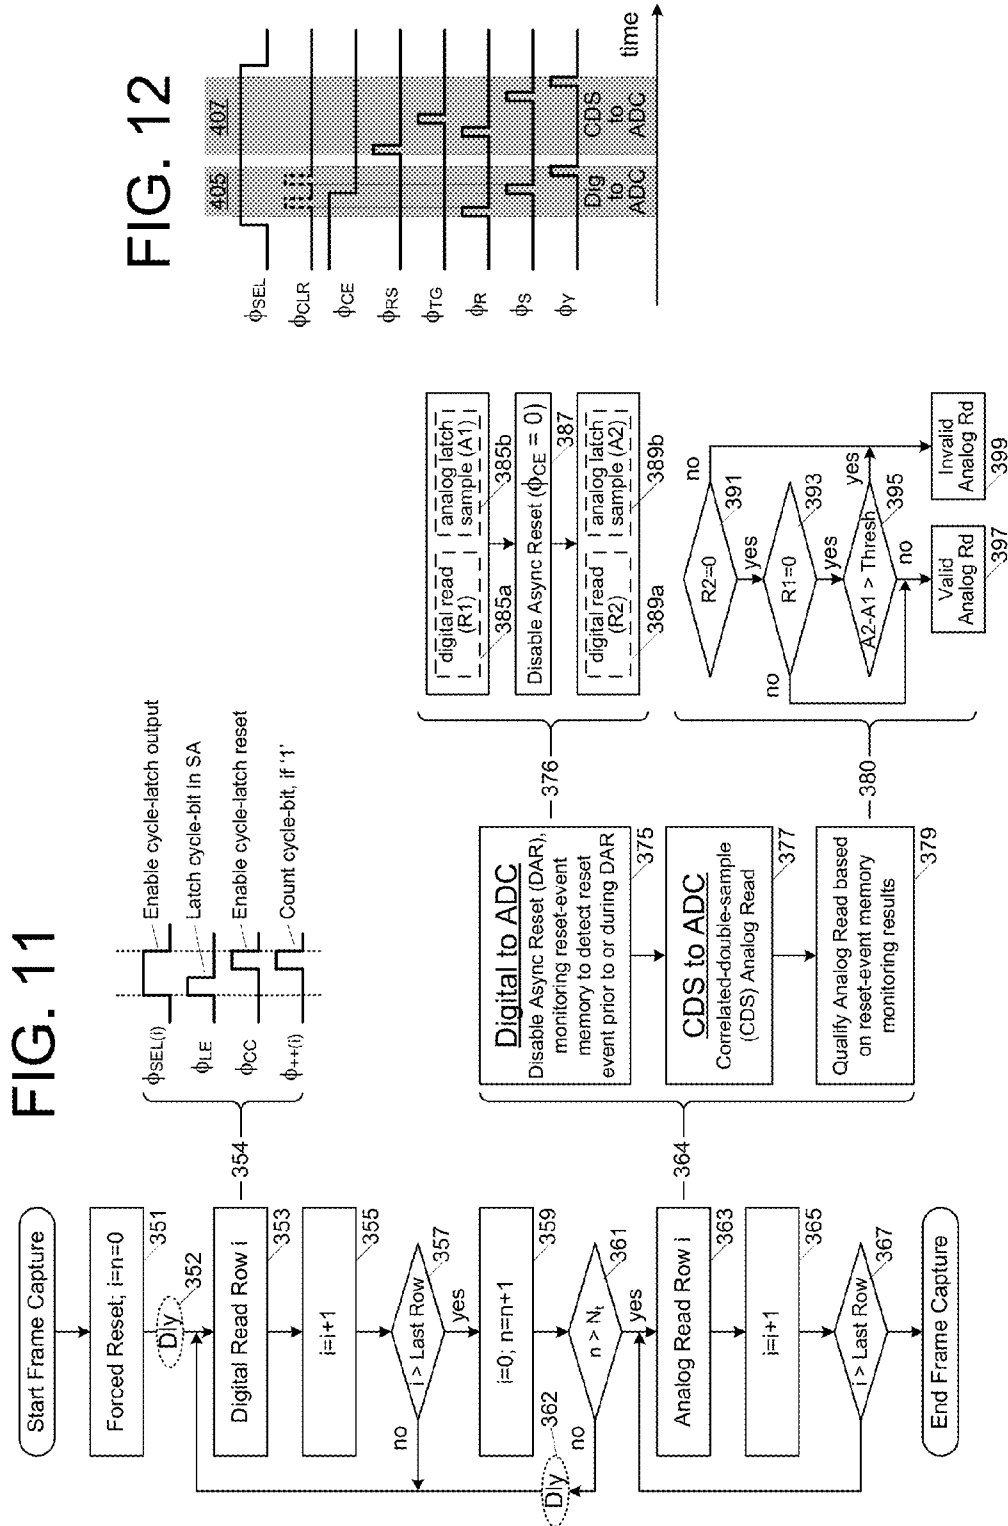 FIG. 11
Start Frame Capture
Forced Reset; i=n=0
351
Dly
352
Digital Read Row i
353
354
i=i+1
355
i > Last Row
357
no
yes
i=0; n=n+1
359
n > Nt
361
no
yes
Dly
362
Analog Read Row i
363
364
i=i+1
365
i > Last Row
367
End Frame Capture
ϕSEL(i)
ϕLE
ϕCC
ϕ++(i)
Enable cycle-latch output
Latch cycle-bit in SA
Enable cycle-latch reset
Count cycle-bit, if '1'
Digital to ADC
Disable Async Reset (DAR),
monitoring reset-event
memory to detect reset
event prior to or during DAR
375
376
CDS to ADC
Correlated-double-sample
(CDS) Analog Read
377
Qualify Analog Read based
on reset-event memory
monitoring results
379
380
digital read
(R1)
385a
analog latch
sample (A1)
385b
Disable Async Reset (ϕCE = 0)
387
digital read
(R2)
389a
analog latch
sample (A2)
389b
R2=0
391
no
yes
R1=0
393
no
yes
A2-A1 > Thresh
395
yes
no
Valid
Analog Rd
397
Invalid
Analog Rd
399
FIG. 12
405
407
ϕSEL
ϕCLR
ϕCE
ϕRS
ϕTG
ϕR
ϕS
ϕY
Dig
to
ADC
CDS
to
ADC
time